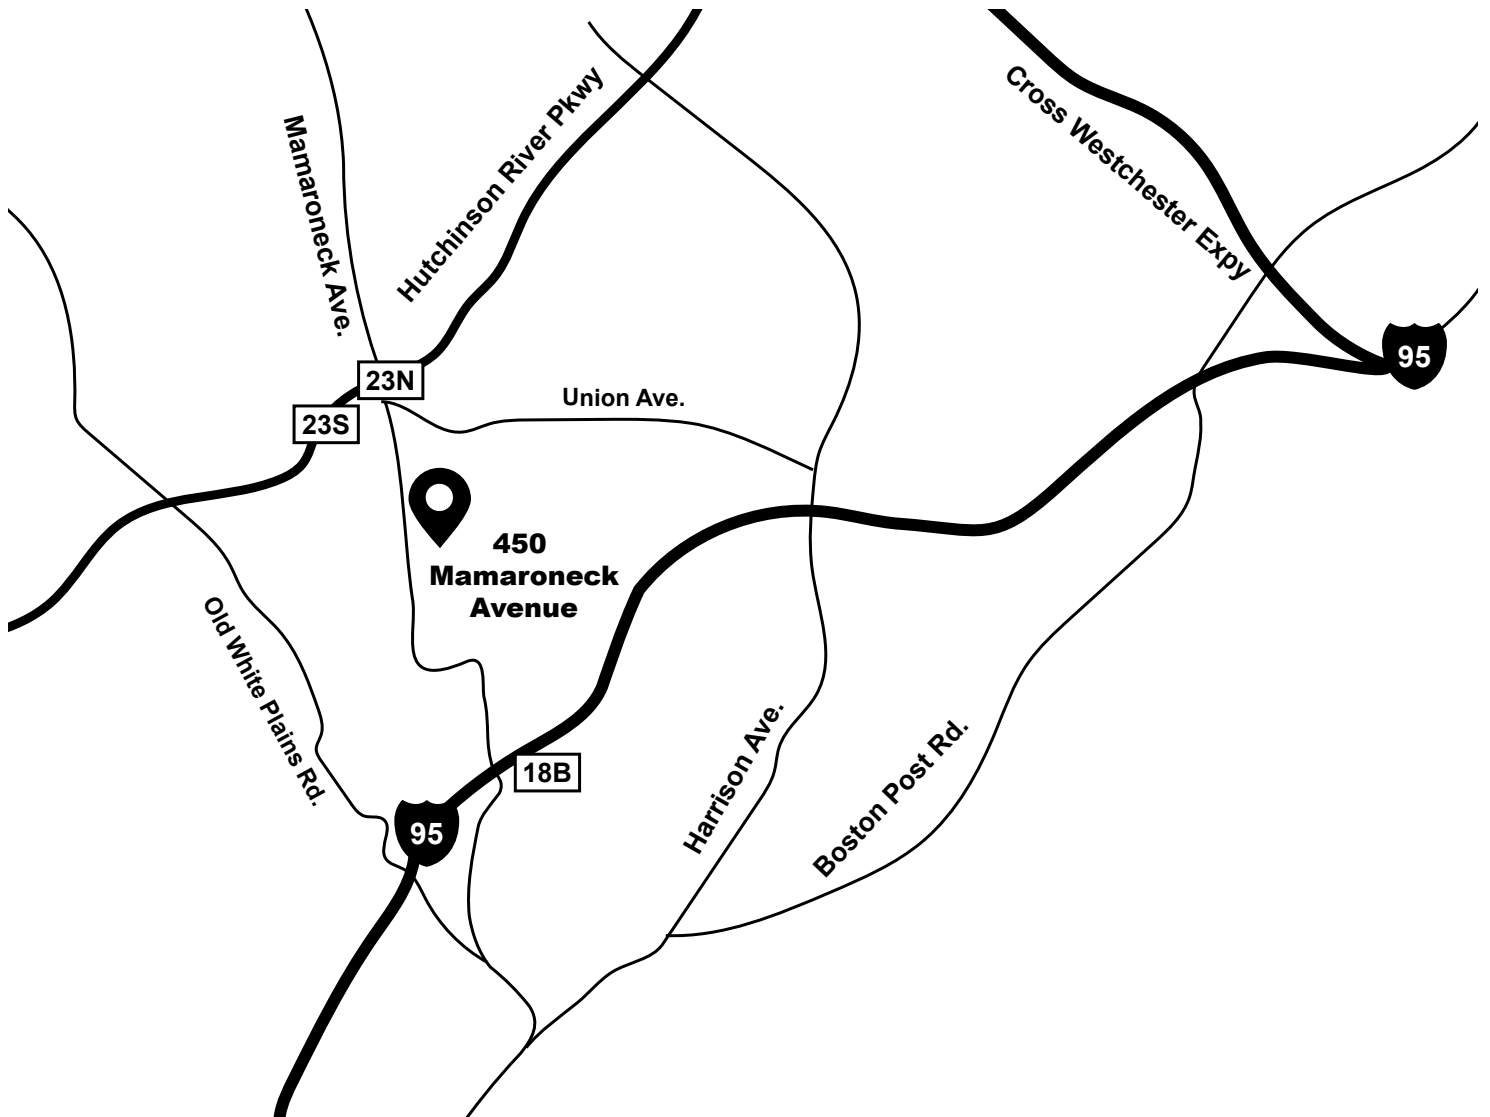 Cross Westchester Expy
Hutchinson River Pkwy
Mamaroneck Ave.
95
23N
Union Ave.
23S
450
Mamaroneck
Avenue
Old White Plains Rd.
Harrison Ave.
Boston Post Rd.
18B
95